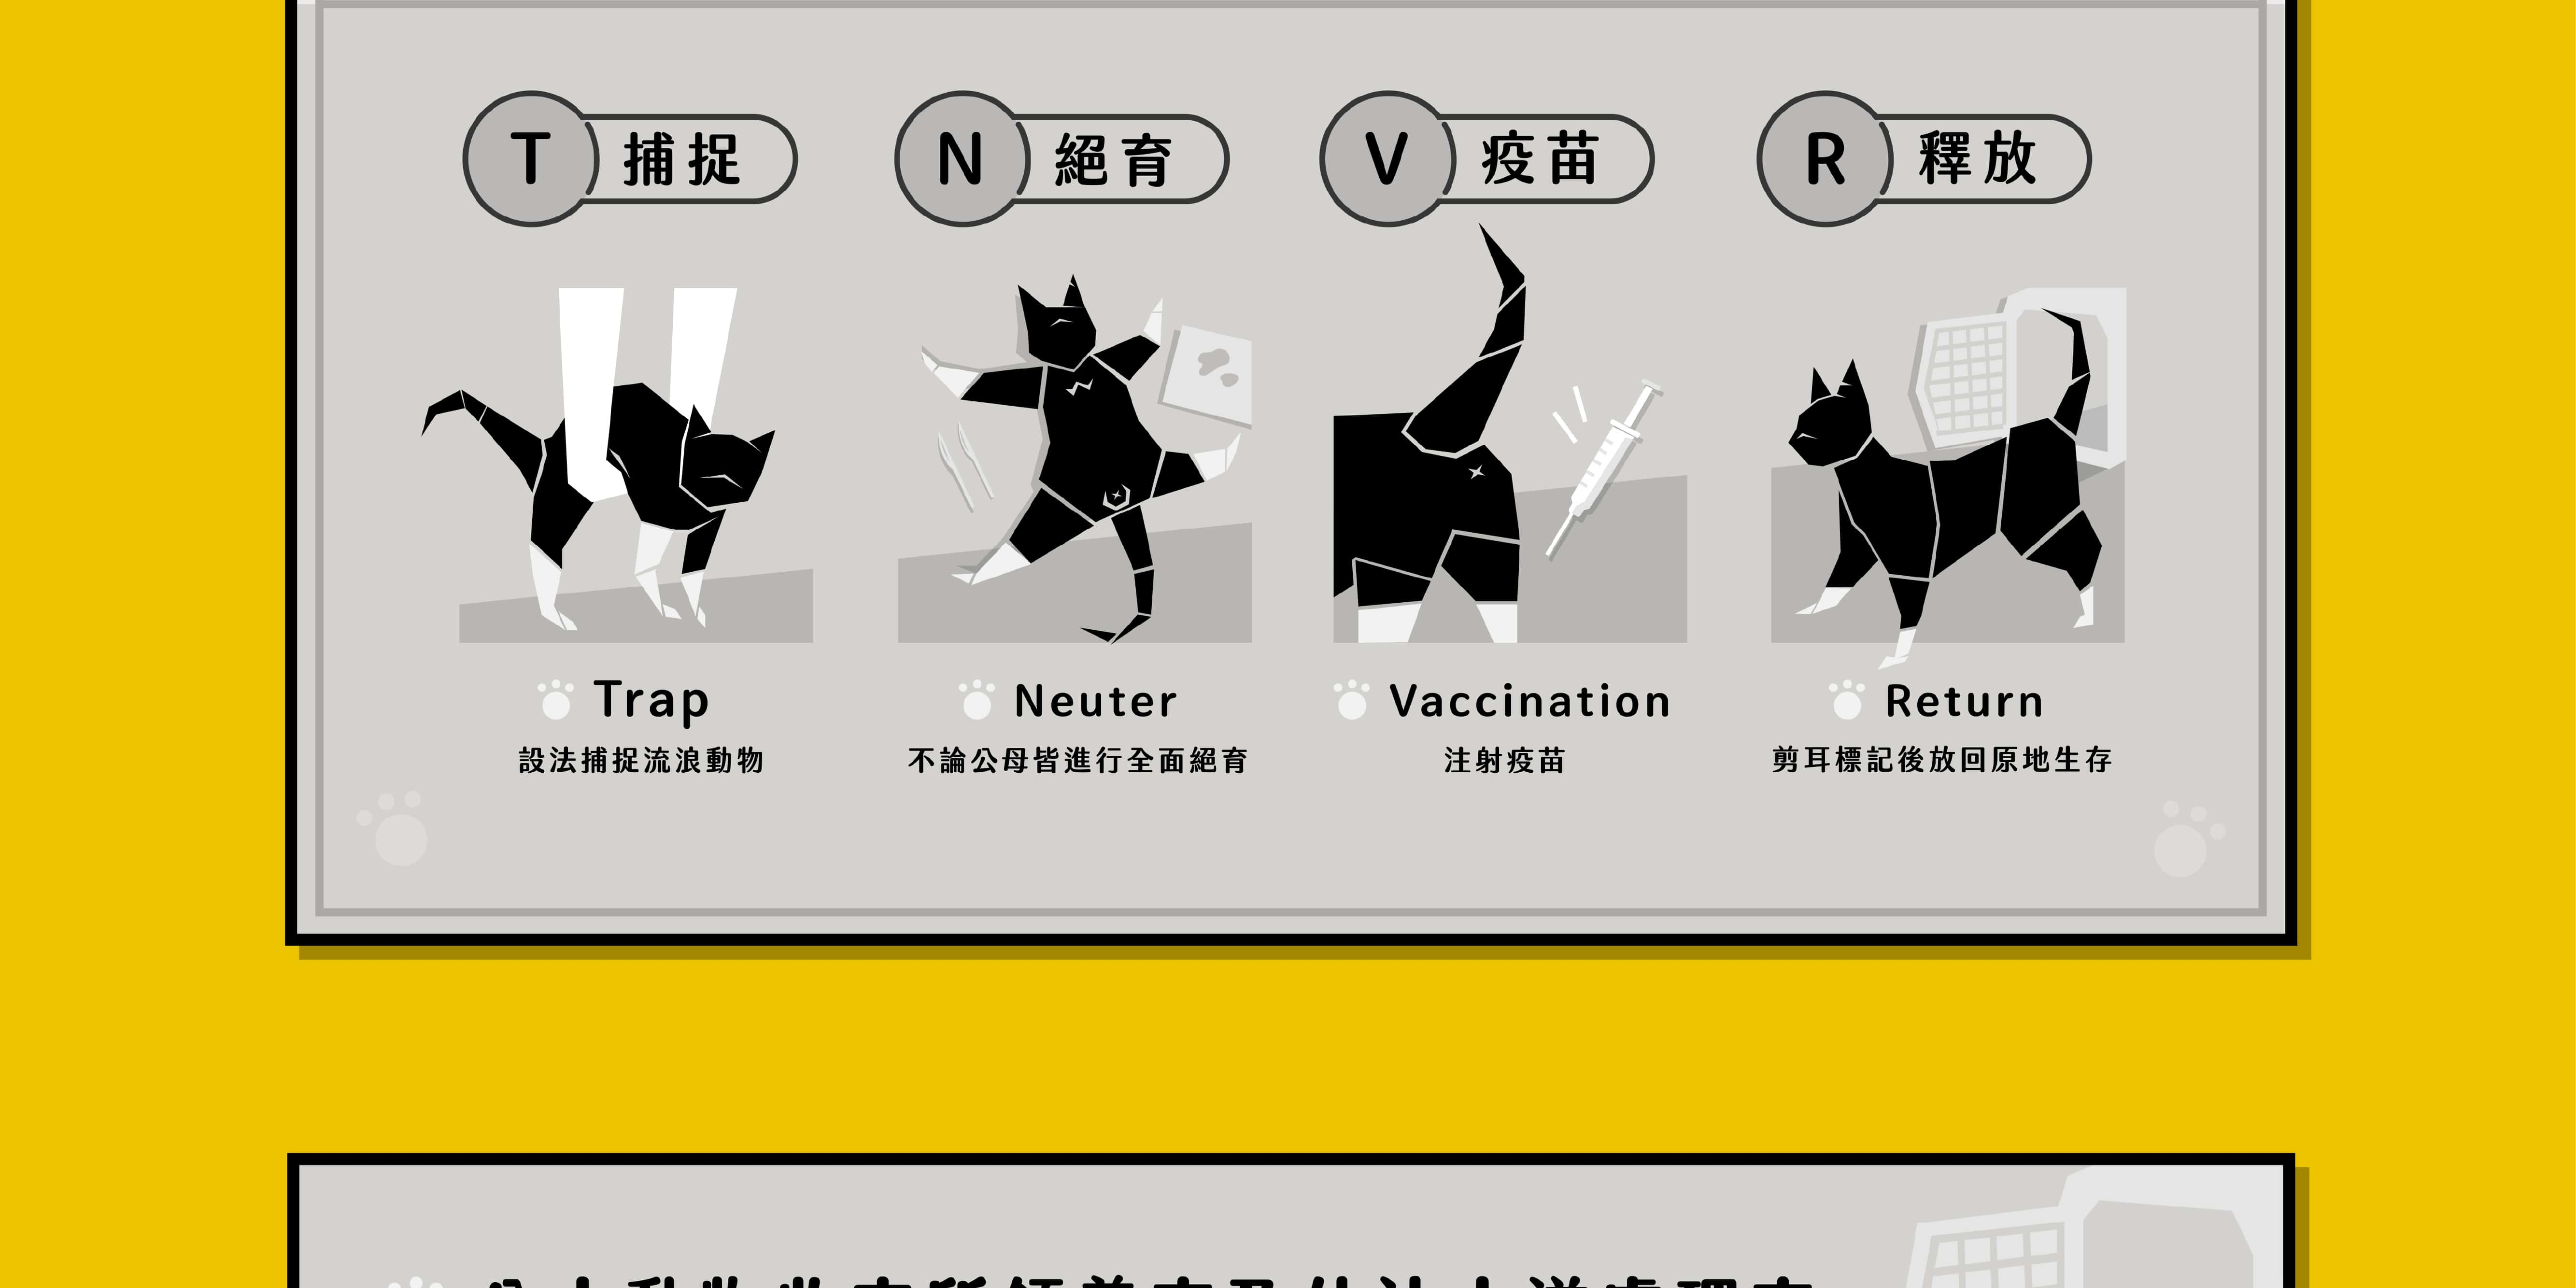 T 捕捉
N 絕育
V 疫苗
R 釋放
Trap
設法捕捉流浪動物
Neuter
不論公母皆進行全面絕育
Vaccination
注射疫苗
Return
剪耳標記後放回原地生存